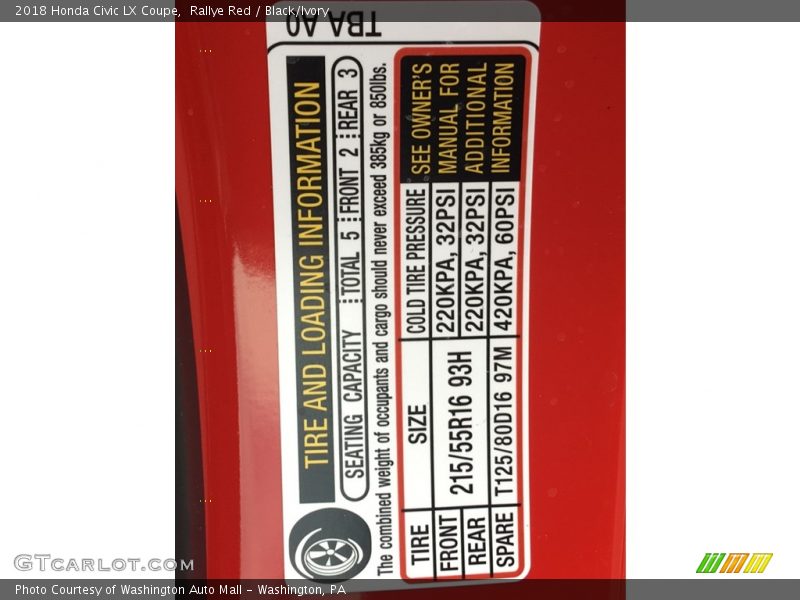 2018 Honda Civic LX Coupe,  Rallye Red / Black/Ivory
TBA A0
TIRE AND LOADING INFORMATION
SEATING CAPACITY TOTAL 5 FRONT 2 REAR 3
The combined weight of occupants and cargo should never exceed 385kg or 850lbs.
TIRE SIZE COLD TIRE PRESSURE
FRONT 215/55R16 93H 220KPA, 32PSI
REAR 220KPA, 32PSI
SPARE T125/80D16 97M 420KPA, 60PSI
SEE OWNER'S
MANUAL FOR
ADDITIONAL
INFORMATION
GTcarlot.com
Photo Courtesy of Washington Auto Mall - Washington, PA